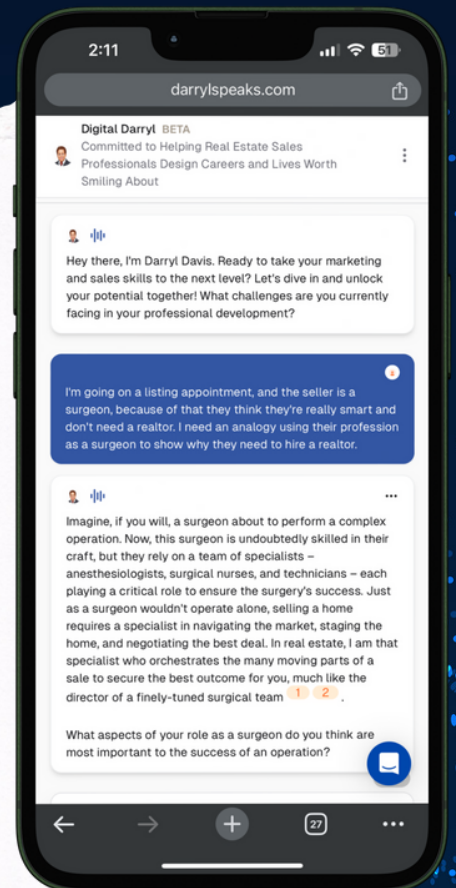 2:11
51
darrylspeaks.com
Digital Darryl BETA
Committed to Helping Real Estate Sales
Professionals Design Careers and Lives Worth
Smiling About
Hey there, I'm Darryl Davis. Ready to take your marketing
and sales skills to the next level? Let's dive in and unlock
your potential together! What challenges are you currently
facing in your professional development?
I'm going on a listing appointment, and the seller is a
surgeon, because of that they think they're really smart and
don't need a realtor. I need an analogy using their profession
as a surgeon to show why they need to hire a realtor.
Imagine, if you will, a surgeon about to perform a complex
operation. Now, this surgeon is undoubtedly skilled in their
craft, but they rely on a team of specialists –
anesthesiologists, surgical nurses, and technicians – each
playing a critical role to ensure the surgery's success. Just
as a surgeon wouldn't operate alone, selling a home
requires a specialist in navigating the market, staging the
home, and negotiating the best deal. In real estate, I am that
specialist who orchestrates the many moving parts of a
sale to secure the best outcome for you, much like the
director of a finely-tuned surgical team 1 2 .
What aspects of your role as a surgeon do you think are
most important to the success of an operation?
27